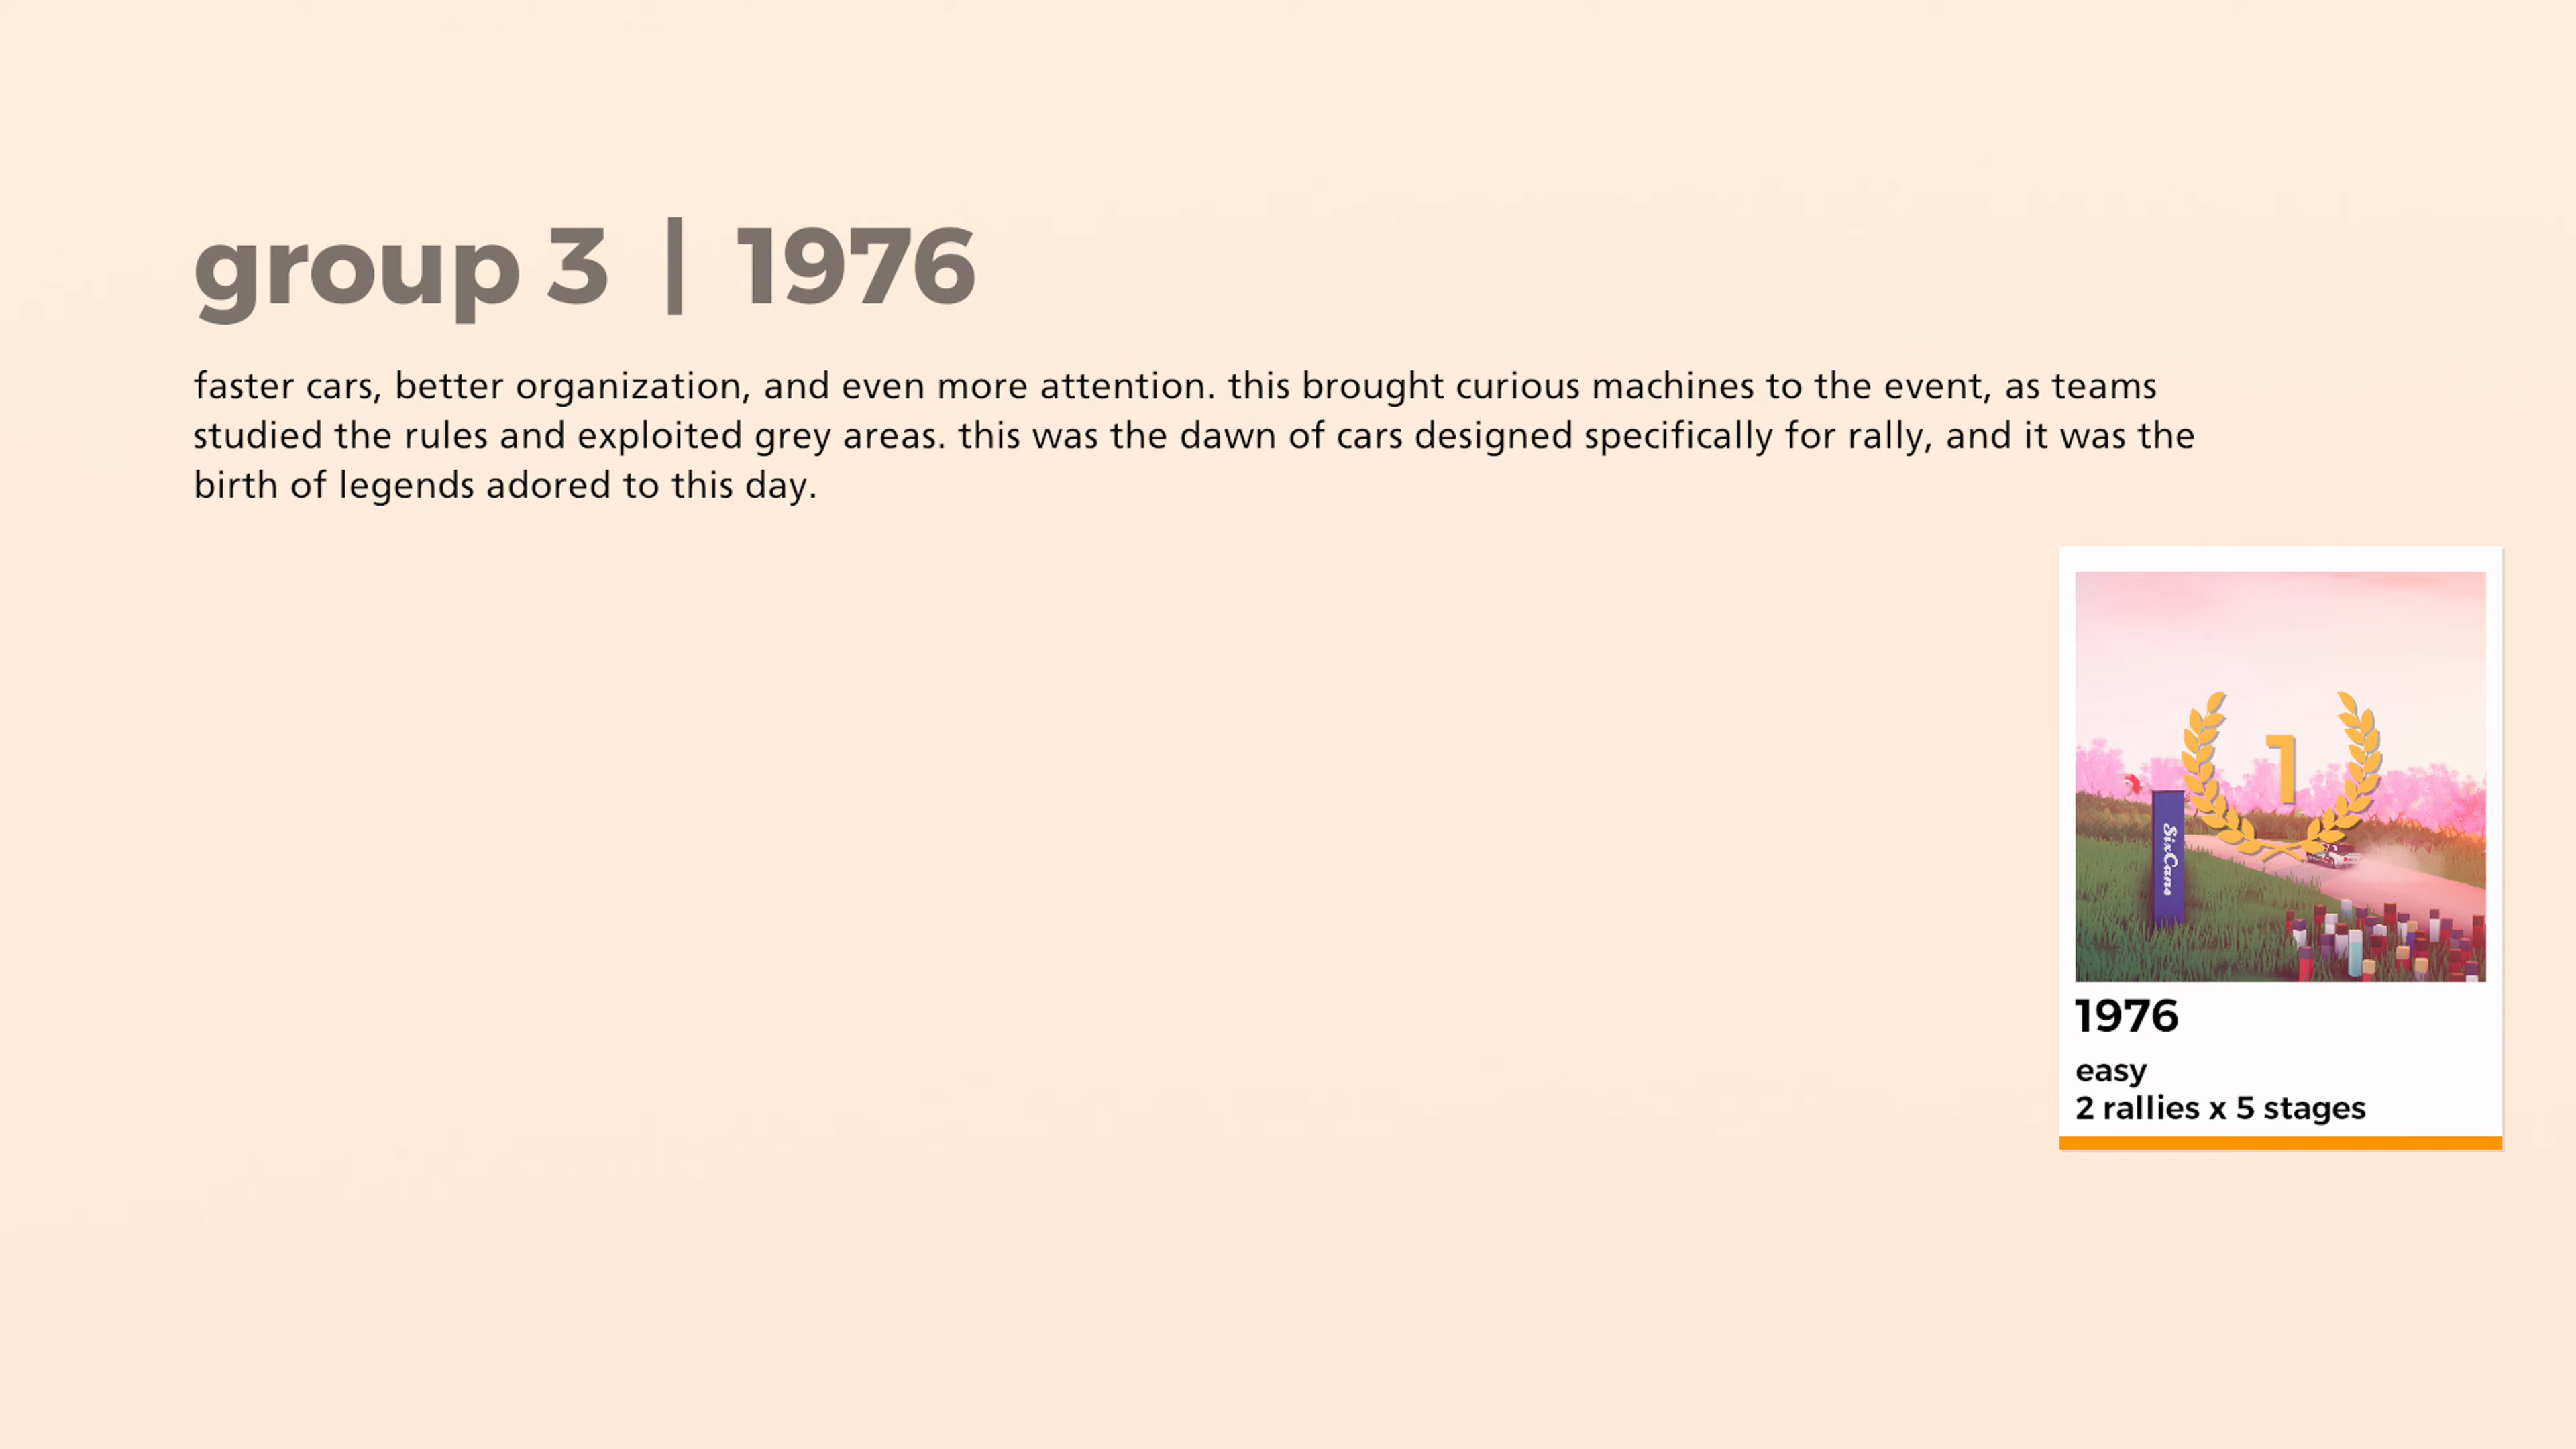 group 3 | 1976
faster cars, better organization, and even more attention. this brought curious machines to the event, as teams
studied the rules and exploited grey areas. this was the dawn of cars designed specifically for rally, and it was the
birth of legends adored to this day.
1
SixCans
1976
easy
2 rallies x 5 stages